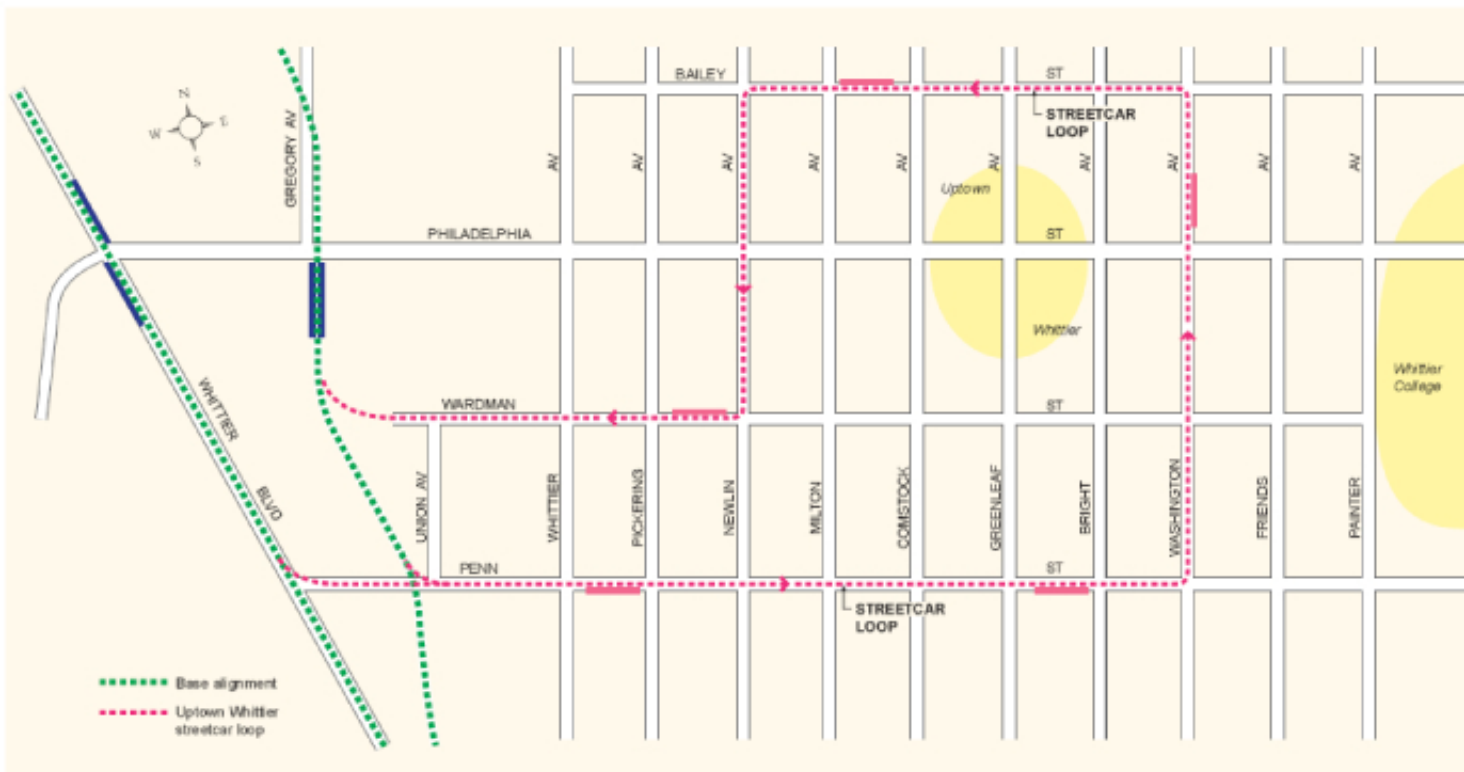 BAILEY
ST
STREETCAR
LOOP
N
W
E
S
GREGORY AV
AV
AV
AV
AV
AV
AV
AV
AV
AV
AV
Uptown
PHILADELPHIA
ST
Whittier
Whittier
College
WHITTIER
BLVD
WARDMAN
ST
UNION AV
WHITTIER
PICKERING
NEWLIN
MILTON
COMSTOCK
GREENLEAF
BRIGHT
WASHINGTON
FRIENDS
PAINTER
PENN
ST
STREETCAR
LOOP
Base alignment
Uptown Whittier
streetcar loop